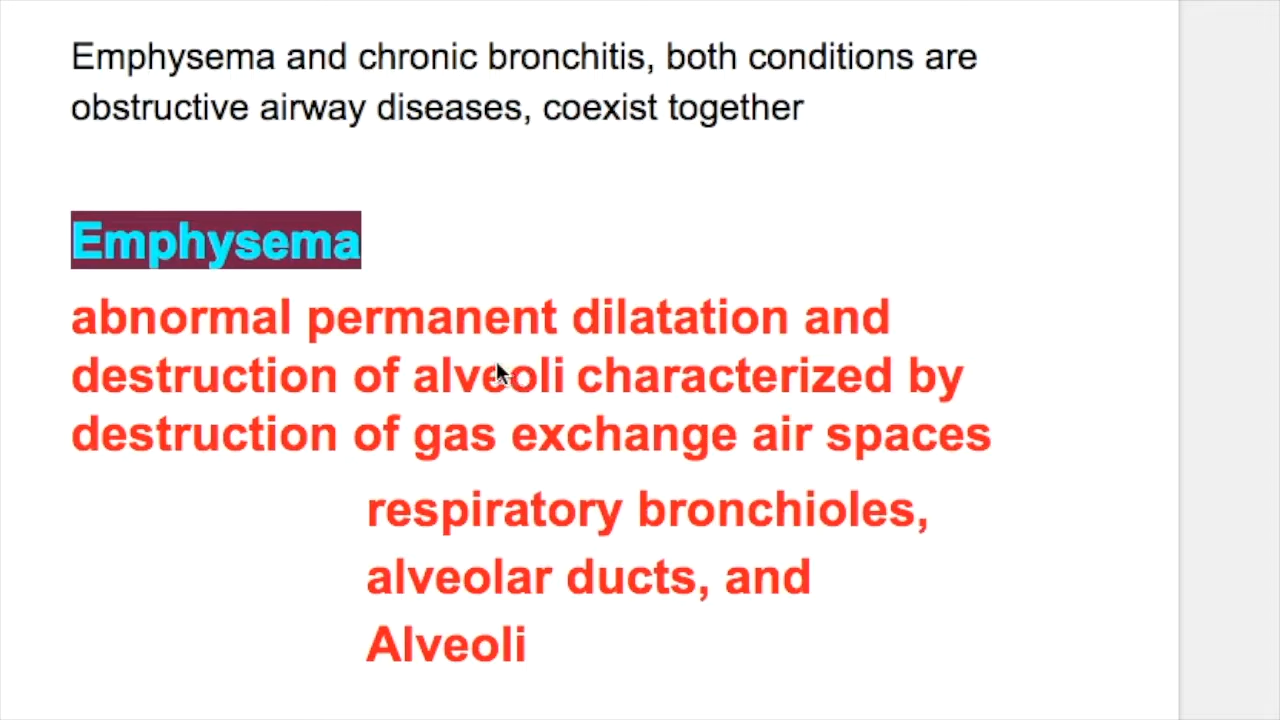 Emphysema and chronic bronchitis, both conditions are
obstructive airway diseases, coexist together
Emphysema
abnormal permanent dilatation and
destruction of alveoli characterized by
destruction of gas exchange air spaces
respiratory bronchioles,
alveolar ducts, and
Alveoli